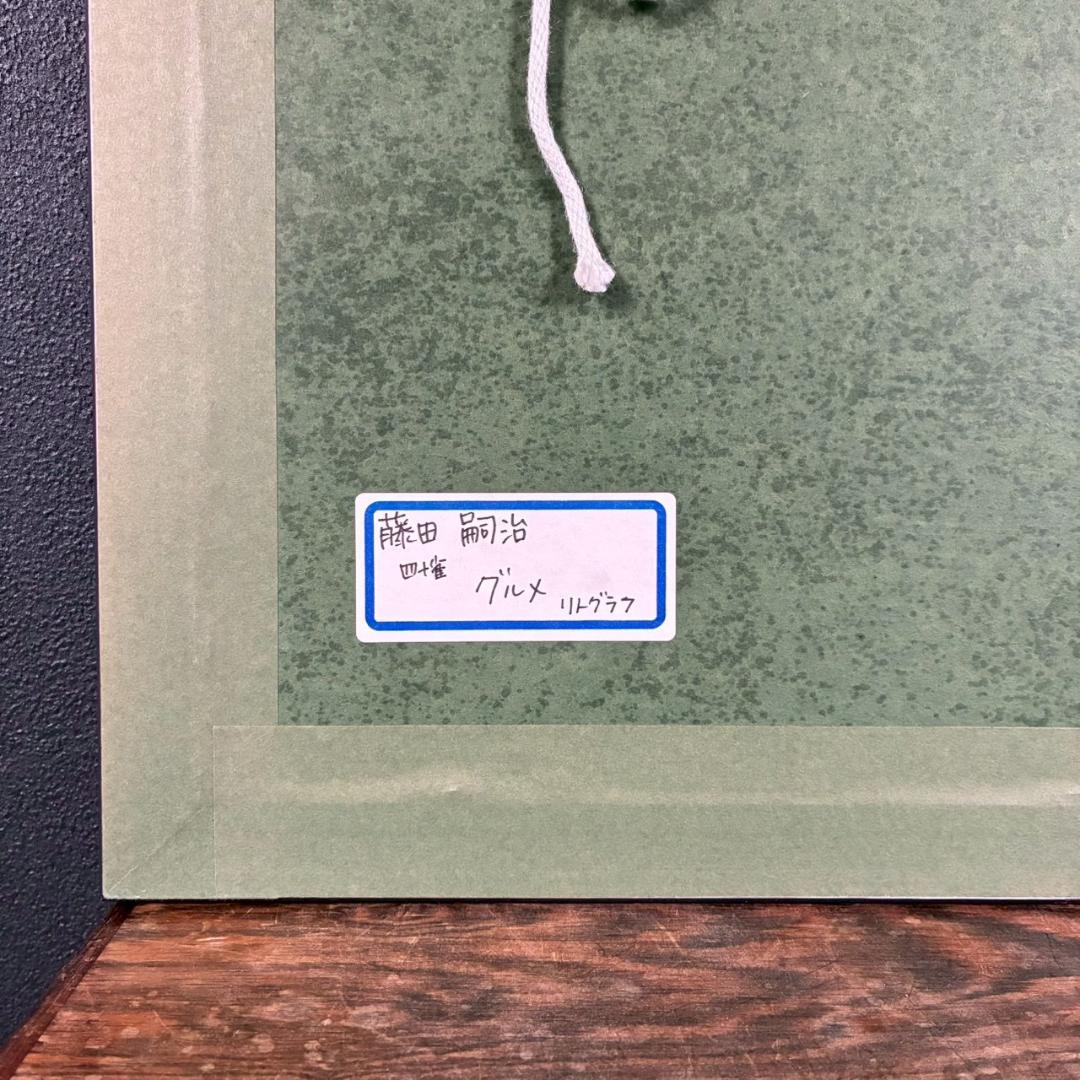 藤田 嗣治
四十雀
グルメ
リトグラフ